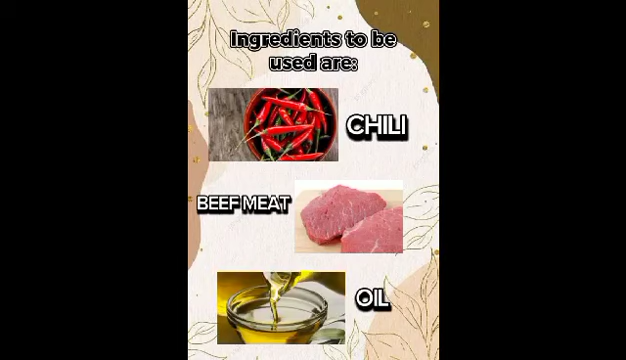 Ingredients to be
used are:
CHILI
BEEF MEAT
OIL